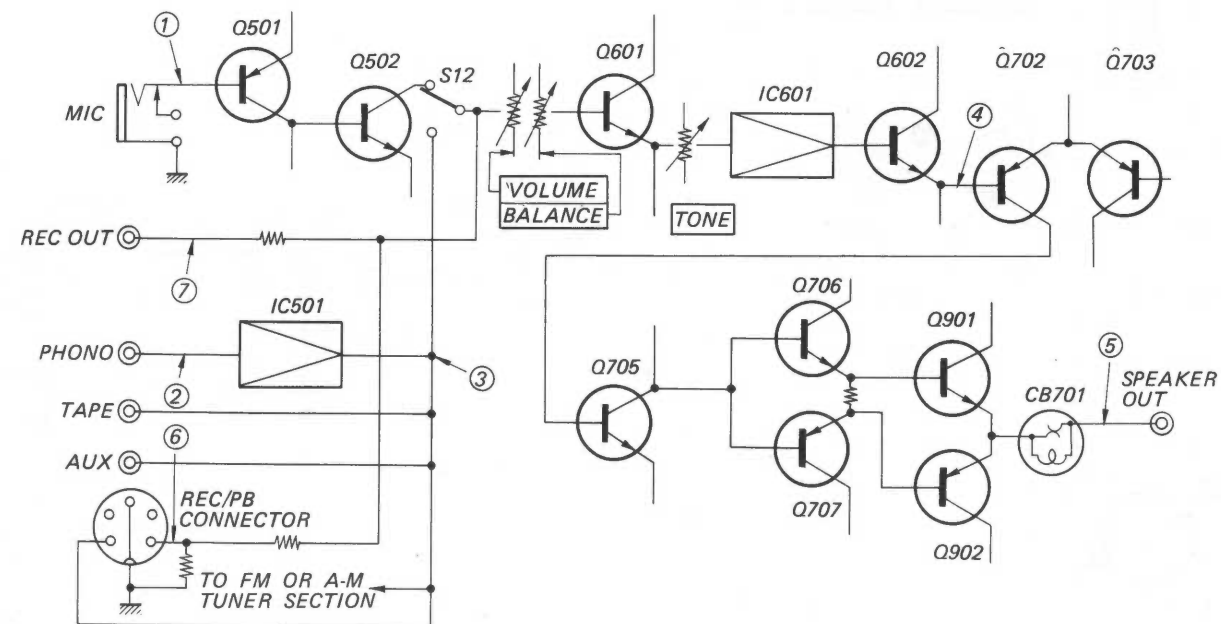 ①
Q501
Q502
S12
Q601
IC601
Q602
Q702
Q703
MIC
④
VOLUME
BALANCE
TONE
REC OUT
⑦
IC501
PHONO
②
③
TAPE
⑥
AUX
REC/PB
CONNECTOR
TO FM OR A-M
TUNER SECTION
Q705
Q706
Q707
Q901
Q902
CB701
⑤
SPEAKER
OUT